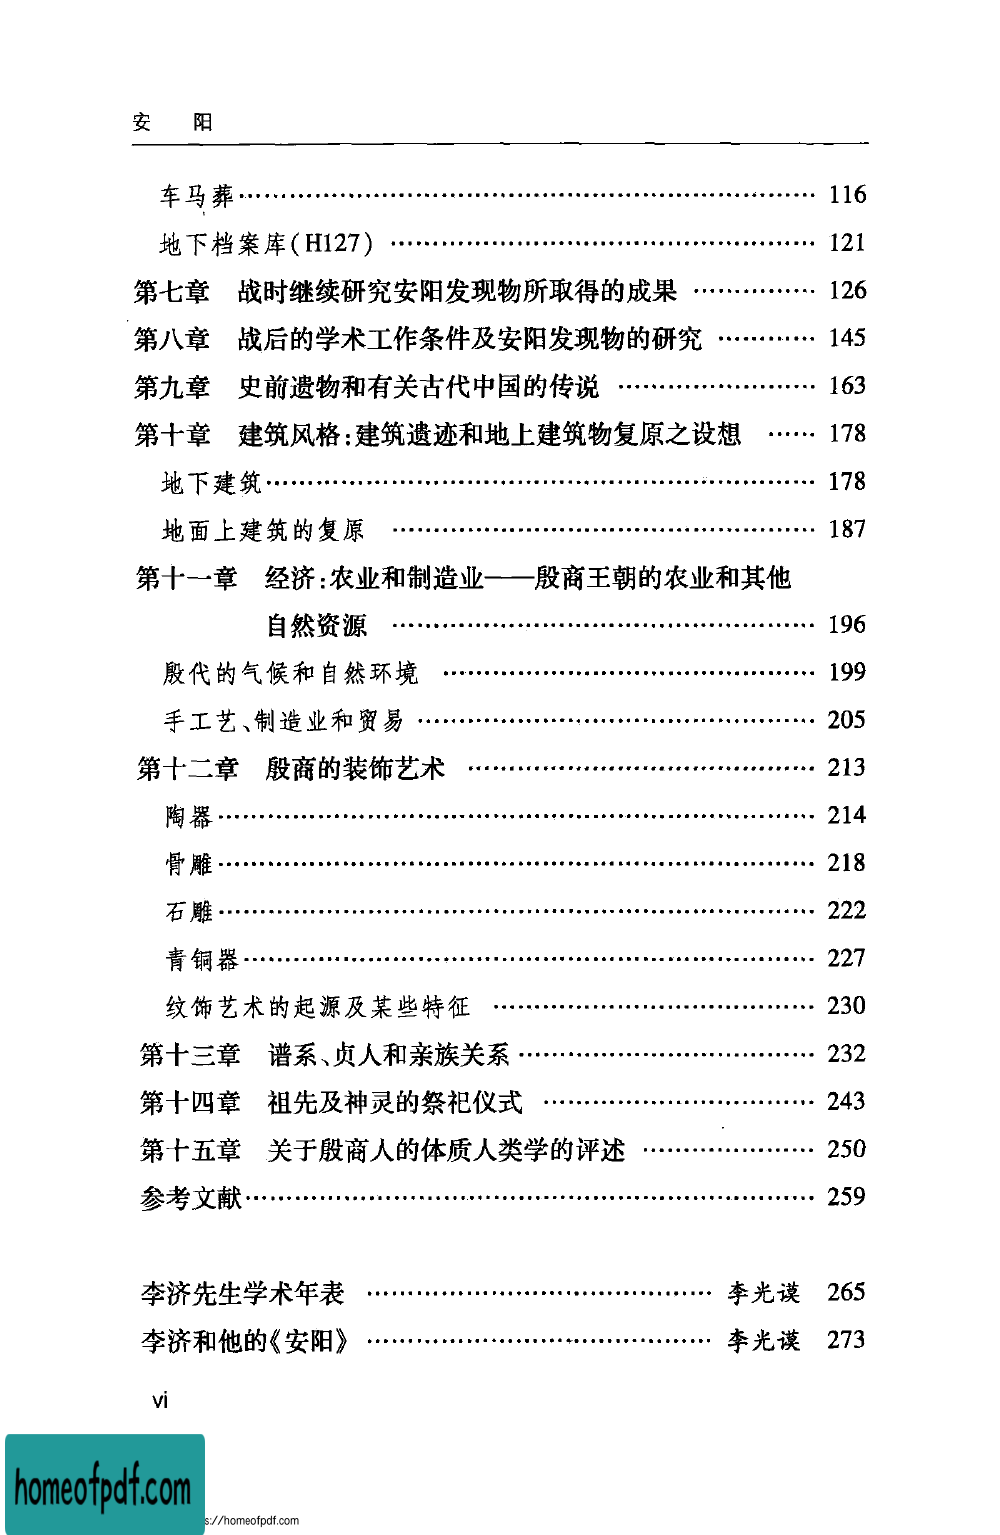 安　　阳
车马葬…………………………………………………… 116
地下档案库(H127) ……………………………………… 121
第七章　战时继续研究安阳发现物所取得的成果 …………… 126
第八章　战后的学术工作条件及安阳发现物的研究 ………… 145
第九章　史前遗物和有关古代中国的传说 …………………… 163
第十章　建筑风格:建筑遗迹和地上建筑物复原之设想 …… 178
地下建筑………………………………………………… 178
地面上建筑的复原 ……………………………………… 187
第十一章　经济:农业和制造业——殷商王朝的农业和其他
自然资源 ……………………………………… 196
殷代的气候和自然环境 ………………………………… 199
手工艺、制造业和贸易 …………………………………… 205
第十二章　殷商的装饰艺术 ………………………………… 213
陶器……………………………………………………… 214
骨雕……………………………………………………… 218
石雕……………………………………………………… 222
青铜器…………………………………………………… 227
纹饰艺术的起源及某些特征 …………………………… 230
第十三章　谱系、贞人和亲族关系………………………… 232
第十四章　祖先及神灵的祭祀仪式 ……………………… 243
第十五章　关于殷商人的体质人类学的评述 ……………… 250
参考文献…………………………………………………… 259
李济先生学术年表 ……………………………… 李光谟　265
李济和他的《安阳》 ……………………………… 李光谟　273
vi
homeofpdf.com
s://homeofpdf.com